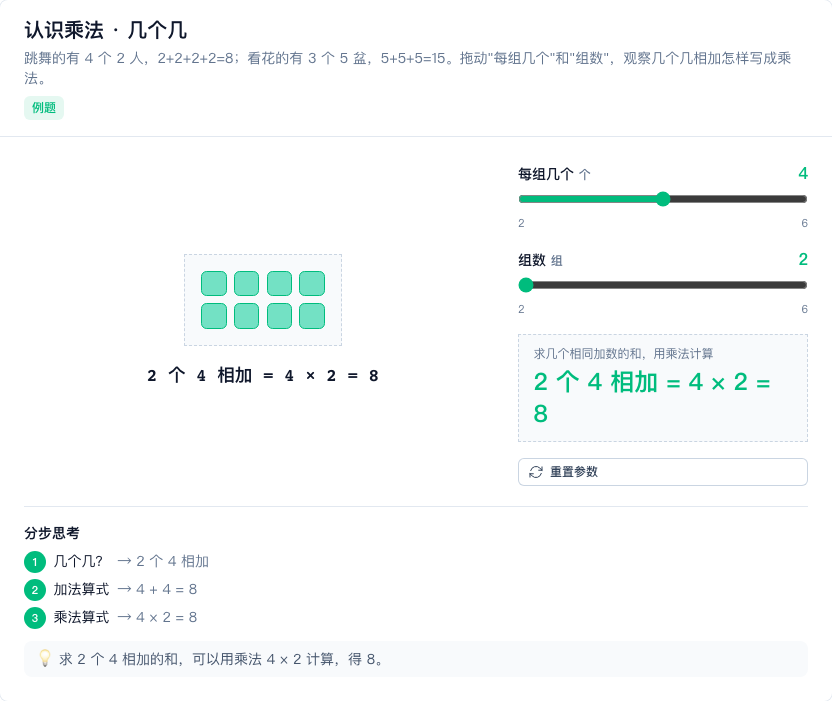 认识乘法 · 几个几
跳舞的有 4 个 2 人，2+2+2+2=8；看花的有 3 个 5 盆，5+5+5=15。拖动"每组几个"和"组数"，观察几个几相加怎样写成乘
法。
例题
每组几个 个 4
2 6
组数 组 2
2 6
2 个 4 相加 = 4 × 2 = 8
求几个相同加数的和，用乘法计算
2 个 4 相加 = 4 × 2 =
8
重置参数
分步思考
1 几个几? → 2 个 4 相加
2 加法算式 → 4 + 4 = 8
3 乘法算式 → 4 × 2 = 8
求 2 个 4 相加的和，可以用乘法 4 × 2 计算，得 8。